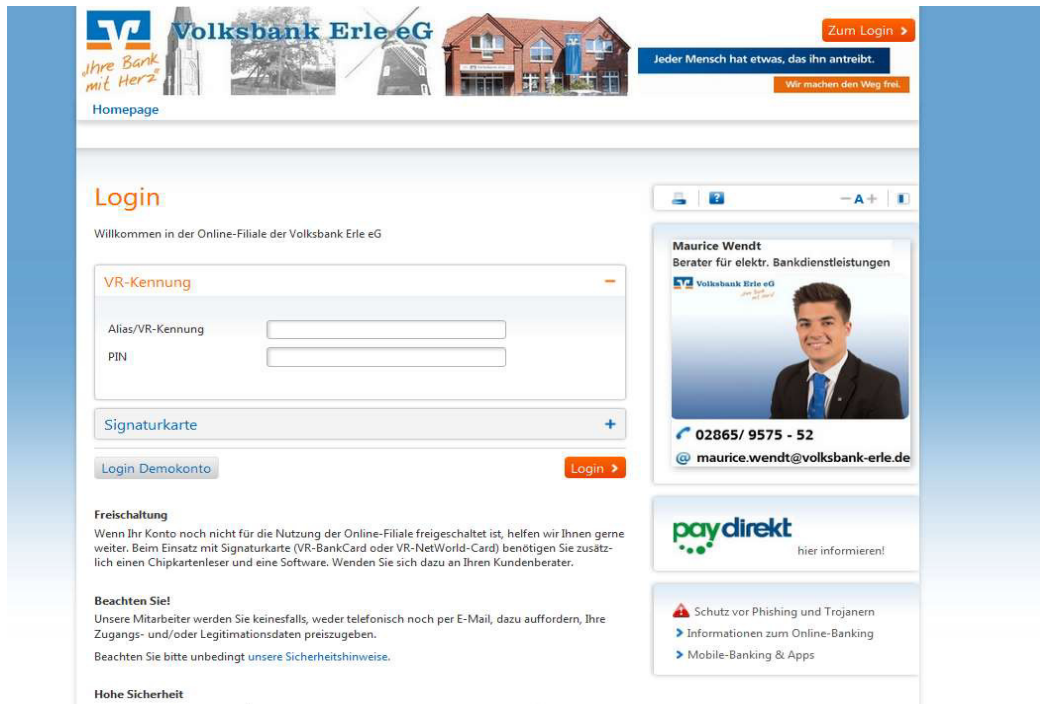 Volksbank Erle eG
Ihre Bank
mit Herz
Zum Login
Jeder Mensch hat etwas, das ihn antreibt.
Wir machen den Weg frei.
Homepage
Login
Willkommen in der Online-Filiale der Volksbank Erle eG
VR-Kennung
Alias/VR-Kennung
PIN
Signaturkarte
Login Demokonto
Login
Freischaltung
Wenn Ihr Konto noch nicht für die Nutzung der Online-Filiale freigeschaltet ist, helfen wir Ihnen gerne
weiter. Beim Einsatz mit Signaturkarte (VR-BankCard oder VR-NetWorld-Card) benötigen Sie zusätz-
lich einen Chipkartenleser und eine Software. Wenden Sie sich dazu an Ihren Kundenberater.
Beachten Sie!
Unsere Mitarbeiter werden Sie keinesfalls, weder telefonisch noch per E-Mail, dazu auffordern, Ihre
Zugangs- und/oder Legitimationsdaten preiszugeben.
Beachten Sie bitte unbedingt unsere Sicherheitshinweise.
Hohe Sicherheit
− A +
Maurice Wendt
Berater für elektr. Bankdienstleistungen
Volksbank Erle eG
02865/ 9575 - 52
@ maurice.wendt@volksbank-erle.de
paydirekt
hier informieren!
Schutz vor Phishing und Trojanern
Informationen zum Online-Banking
Mobile-Banking & Apps